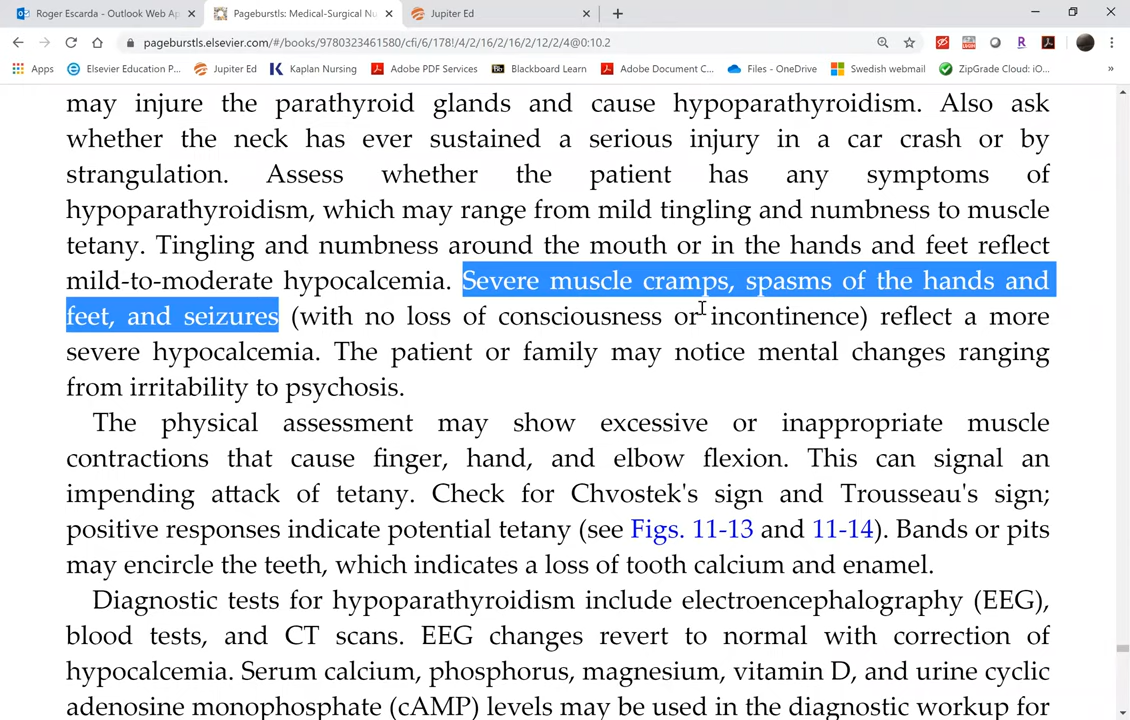 Roger Escarda - Outlook Web Ap
Pageburstls: Medical-Surgical Nu
Jupiter Ed
pageburstls.elsevier.com/#/books/9780323461580/cfi/6/178!/4/2/16/2/16/2/12/2/4@0:10.2
Apps
Elsevier Education P...
Jupiter Ed
Kaplan Nursing
Adobe PDF Services
Blackboard Learn
Adobe Document C...
Files - OneDrive
Swedish webmail
ZipGrade Cloud: iO...
may injure the parathyroid glands and cause hypoparathyroidism. Also ask
whether the neck has ever sustained a serious injury in a car crash or by
strangulation. Assess whether the patient has any symptoms of
hypoparathyroidism, which may range from mild tingling and numbness to muscle
tetany. Tingling and numbness around the mouth or in the hands and feet reflect
mild-to-moderate hypocalcemia. Severe muscle cramps, spasms of the hands and
feet, and seizures (with no loss of consciousness or incontinence) reflect a more
severe hypocalcemia. The patient or family may notice mental changes ranging
from irritability to psychosis.
The physical assessment may show excessive or inappropriate muscle
contractions that cause finger, hand, and elbow flexion. This can signal an
impending attack of tetany. Check for Chvostek's sign and Trousseau's sign;
positive responses indicate potential tetany (see Figs. 11-13 and 11-14). Bands or pits
may encircle the teeth, which indicates a loss of tooth calcium and enamel.
Diagnostic tests for hypoparathyroidism include electroencephalography (EEG),
blood tests, and CT scans. EEG changes revert to normal with correction of
hypocalcemia. Serum calcium, phosphorus, magnesium, vitamin D, and urine cyclic
adenosine monophosphate (cAMP) levels may be used in the diagnostic workup for